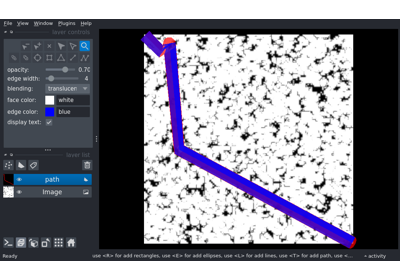 File View Window Plugins Help
layer controls
opacity: 0.70
edge width: 4
blending: translucen
face color: white
edge color: blue
display text:
layer list
path
Image
Ready use <R> for add rectangles, use <E> for add ellipses, use <L> for add lines, use <T> for add path, use <... activity